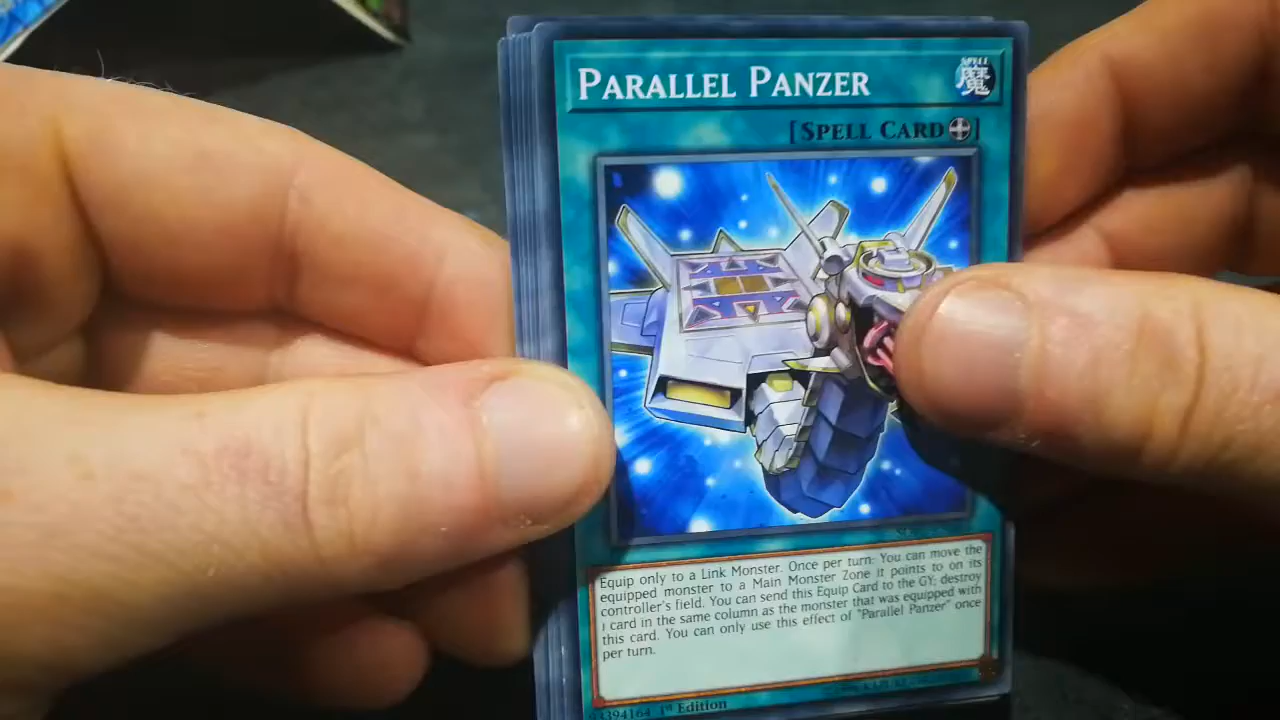 PARALLEL PANZER
SPELL
魔
[SPELL CARD]
Equip only to a Link Monster. Once per turn: You can move the
equipped monster to a Main Monster Zone it points to on its
controller's field. You can send this Equip Card to the GY; destroy
1 card in the same column as the monster that was equipped with
this card. You can only use this effect of "Parallel Panzer" once
per turn.
1st Edition